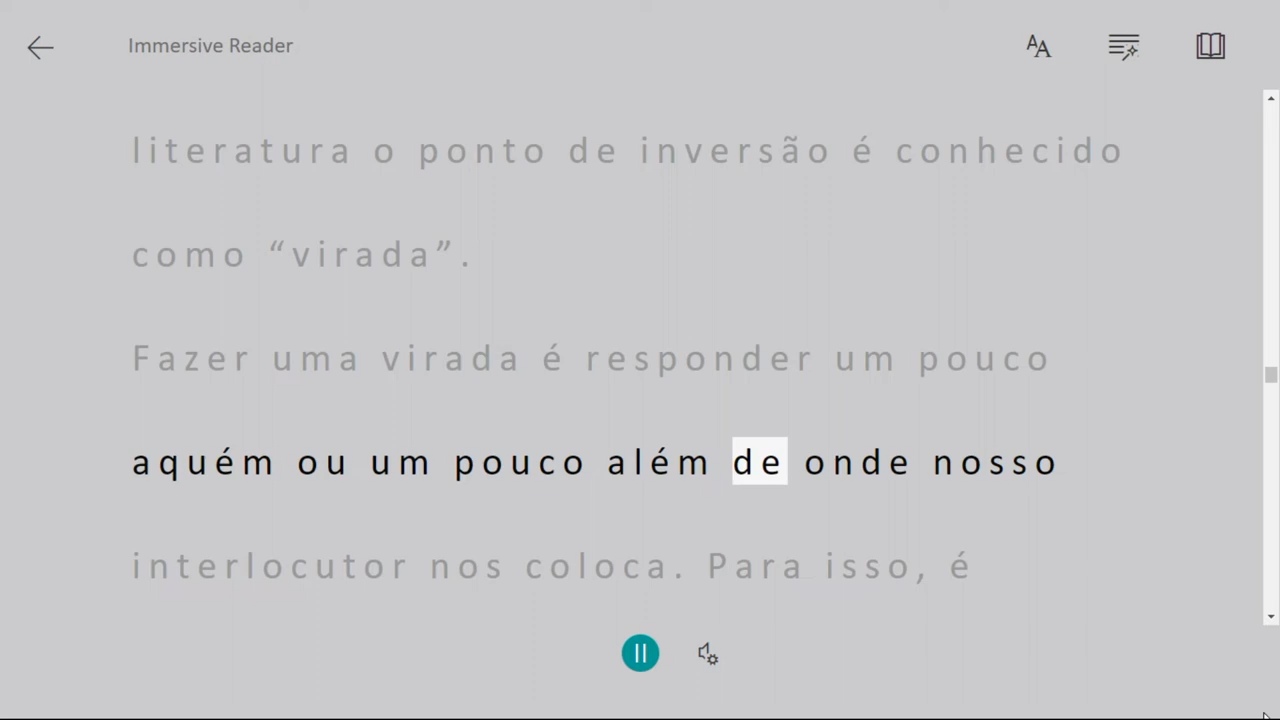 Immersive Reader
literatura o ponto de inversão é conhecido
como “virada”.
Fazer uma virada é responder um pouco
aquém ou um pouco além de onde nosso
interlocutor nos coloca. Para isso, é